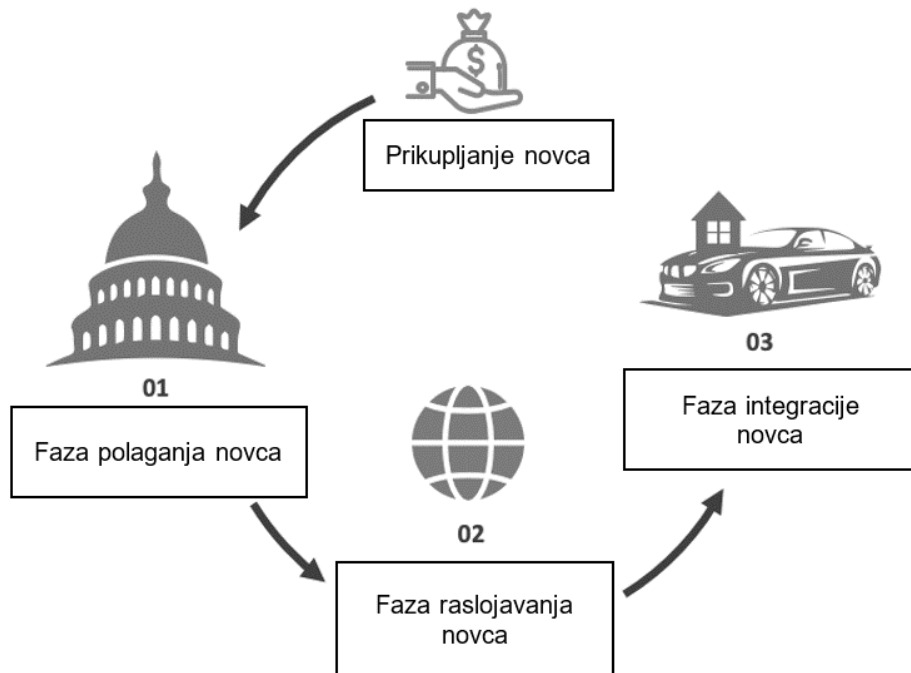 $
Prikupljanje novca
01
Faza polaganja novca
02
Faza raslojavanja
novca
03
Faza integracije
novca